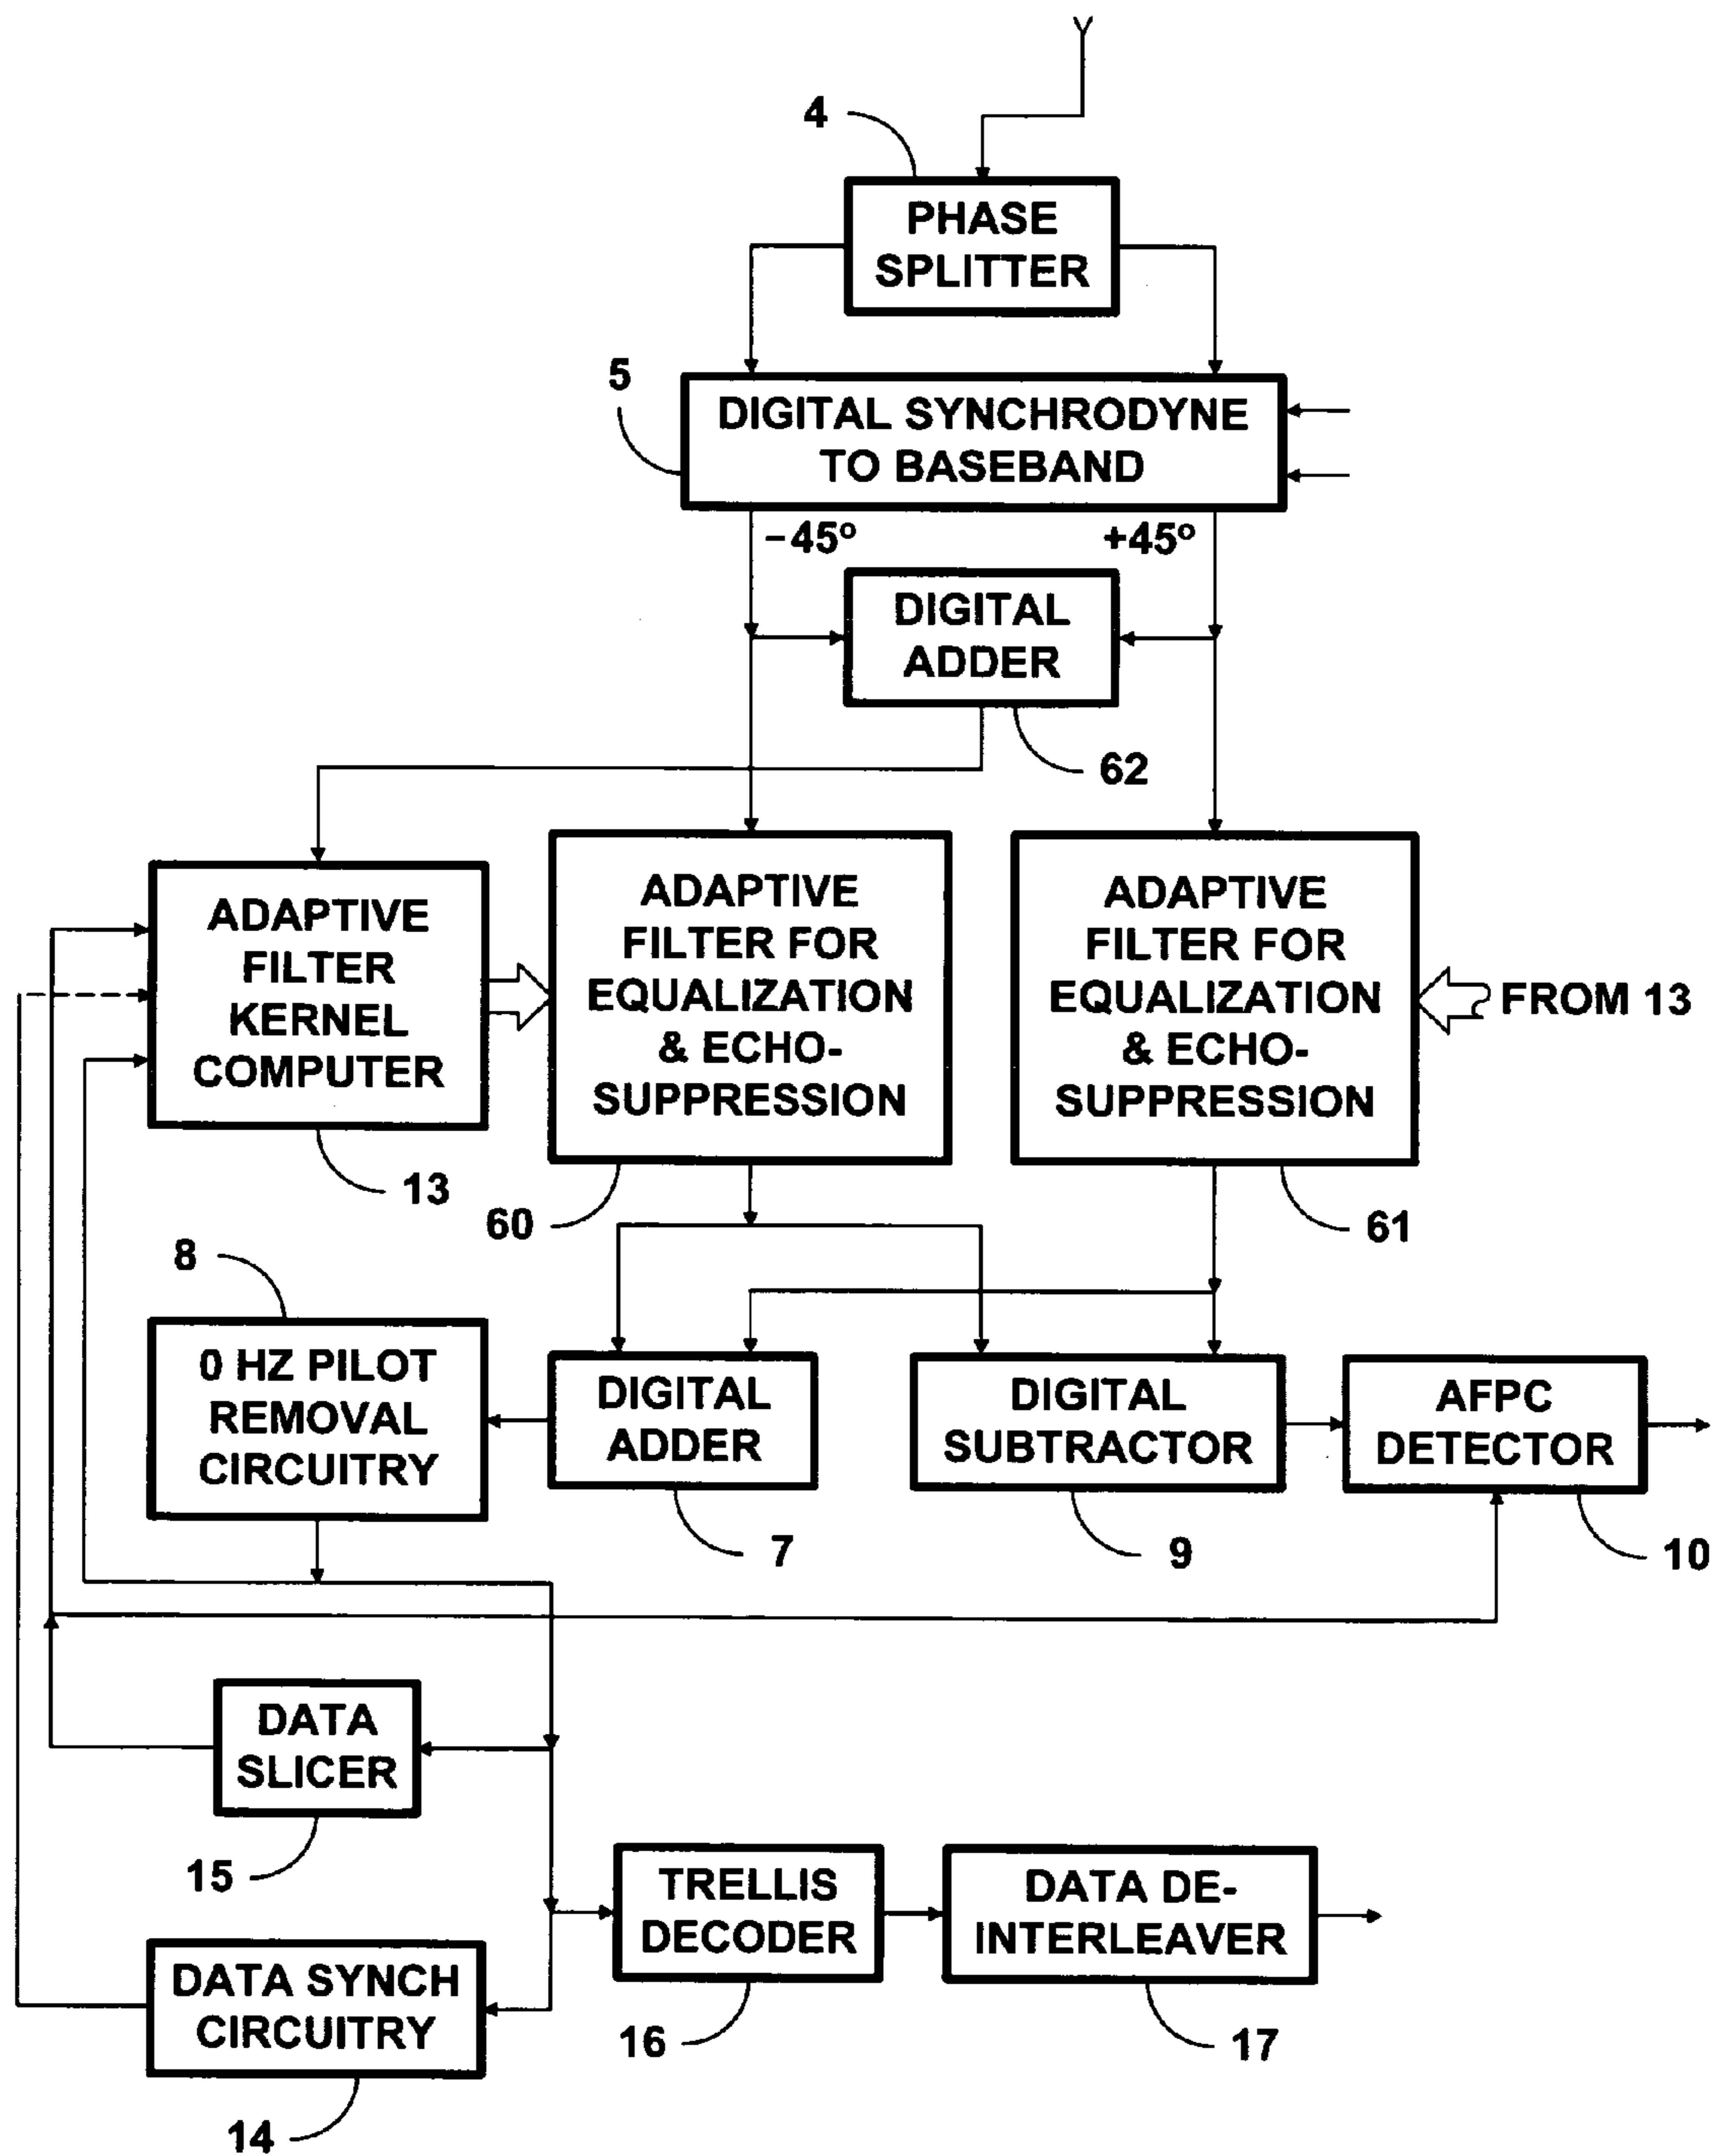 4
PHASE
SPLITTER
5
DIGITAL SYNCHRODYNE
TO BASEBAND
−45° +45°
DIGITAL
ADDER
62
ADAPTIVE
FILTER
KERNEL
COMPUTER
13
ADAPTIVE
FILTER FOR
EQUALIZATION
& ECHO-
SUPPRESSION
60
ADAPTIVE
FILTER FOR
EQUALIZATION
& ECHO-
SUPPRESSION
61
FROM 13
8
0 HZ PILOT
REMOVAL
CIRCUITRY
DIGITAL
ADDER
7
DIGITAL
SUBTRACTOR
9
AFPC
DETECTOR
10
DATA
SLICER
15
TRELLIS
DECODER
16
DATA DE-
INTERLEAVER
17
DATA SYNCH
CIRCUITRY
14